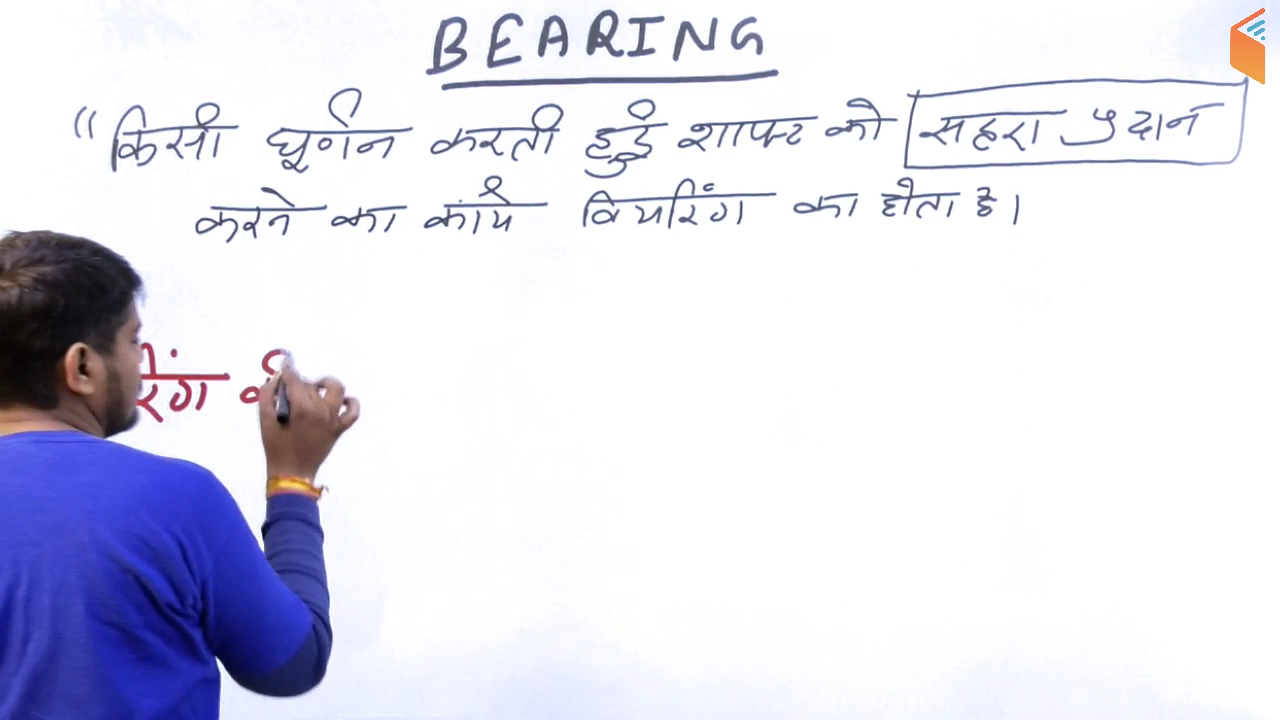 BEARING
"किसी घूर्णन करती हुई शाफ्ट को सहरा प्रदान
करने का कार्य वियरिंग का होता है।